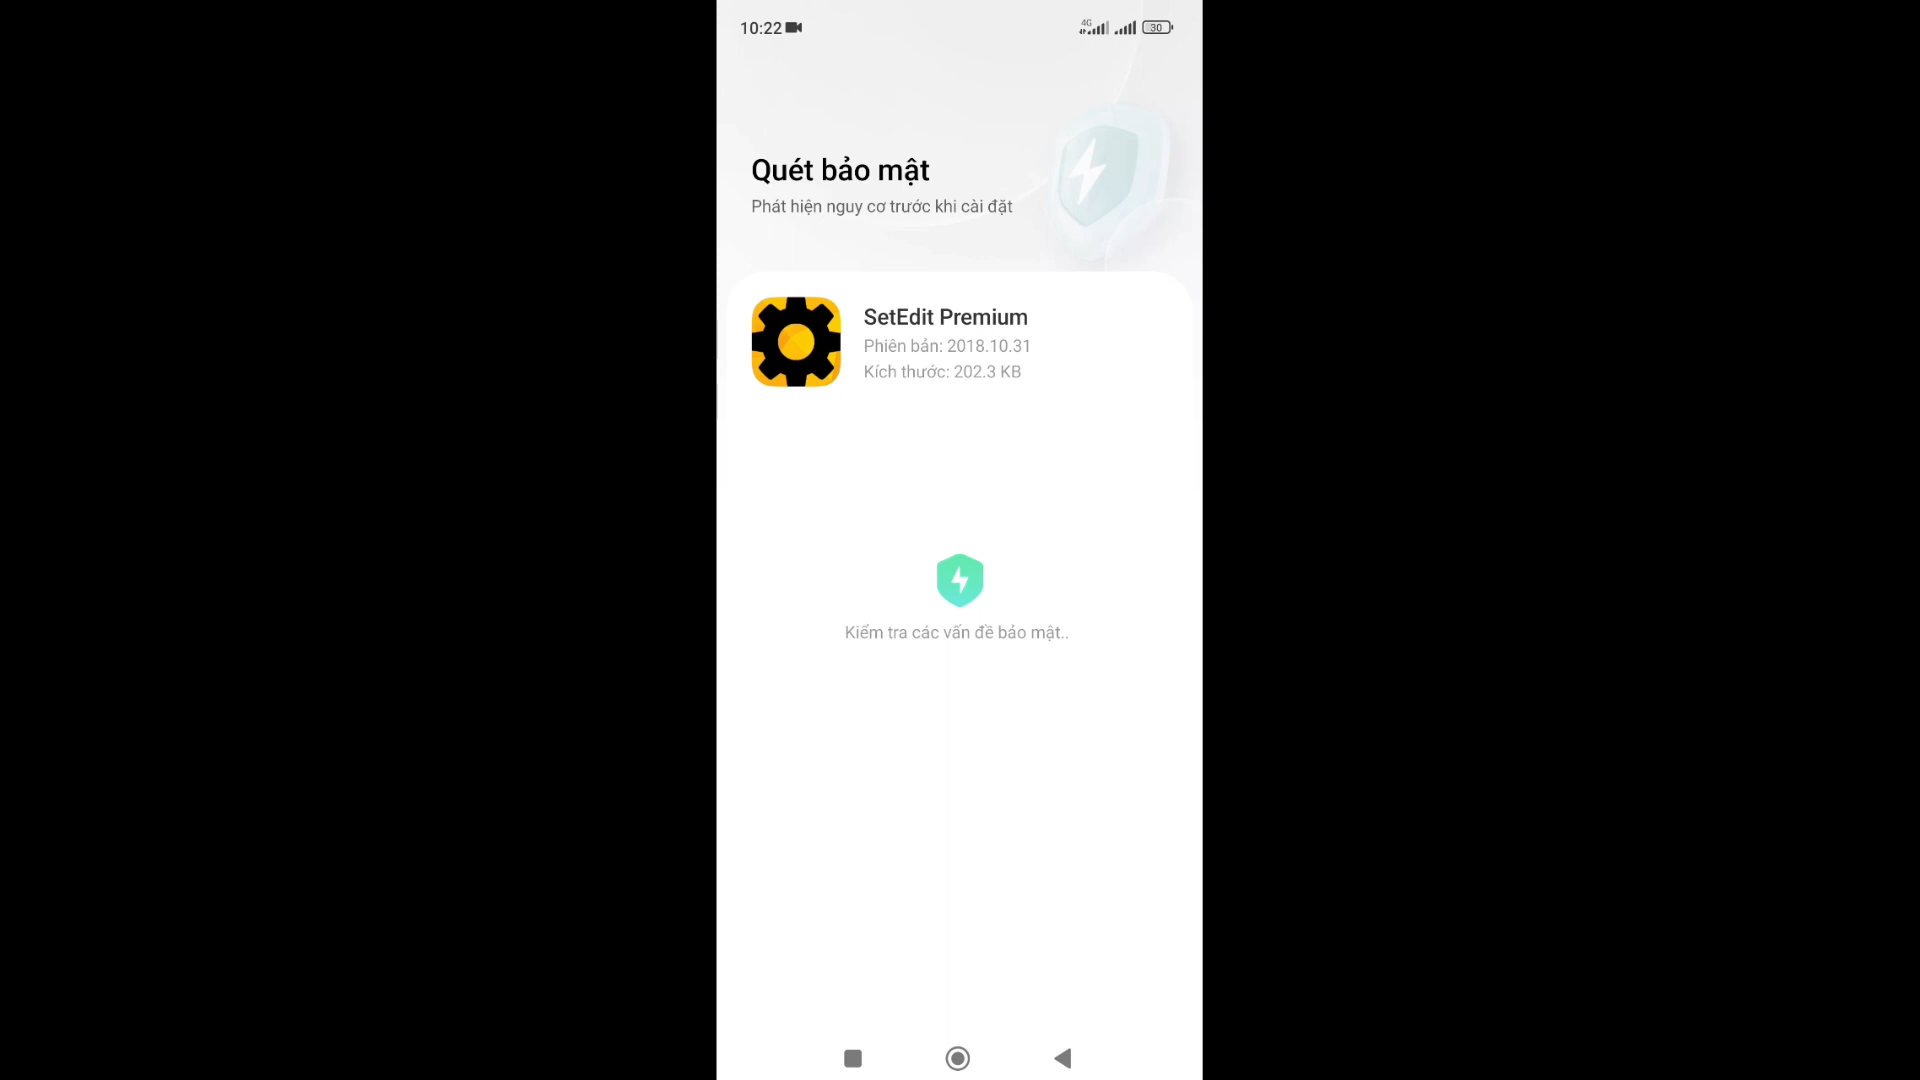 10:22
4G
30
Quét bảo mật
Phát hiện nguy cơ trước khi cài đặt
SetEdit Premium
Phiên bản: 2018.10.31
Kích thước: 202.3 KB
Kiểm tra các vấn đề bảo mật..